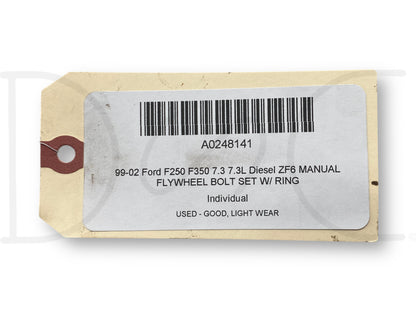 A0248141
99-02 Ford F250 F350 7.3 7.3L Diesel ZF6 MANUAL
FLYWHEEL BOLT SET W/ RING
Individual
USED - GOOD, LIGHT WEAR